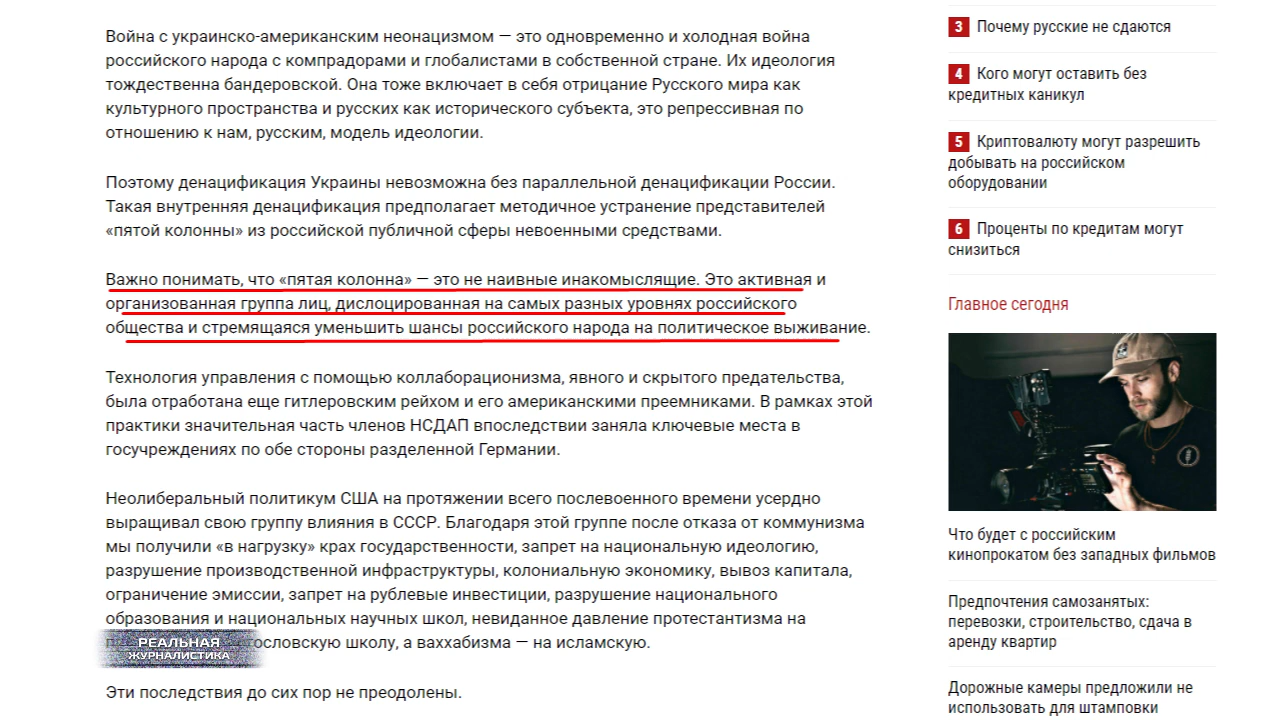 Война с украинско-американским неонацизмом — это одновременно и холодная война
российского народа с компрадорами и глобалистами в собственной стране. Их идеология
тождественна бандеровской. Она тоже включает в себя отрицание Русского мира как
культурного пространства и русских как исторического субъекта, это репрессивная по
отношению к нам, русским, модель идеологии.
Поэтому денацификация Украины невозможна без параллельной денацификации России.
Такая внутренняя денацификация предполагает методичное устранение представителей
«пятой колонны» из российской публичной сферы невоенными средствами.
Важно понимать, что «пятая колонна» — это не наивные инакомыслящие. Это активная и
организованная группа лиц, дислоцированная на самых разных уровнях российского
общества и стремящаяся уменьшить шансы российского народа на политическое выживание.
Технология управления с помощью коллаборационизма, явного и скрытого предательства,
была отработана еще гитлеровским рейхом и его американскими преемниками. В рамках этой
практики значительная часть членов НСДАП впоследствии заняла ключевые места в
госучреждениях по обе стороны разделенной Германии.
Неолиберальный политикум США на протяжении всего послевоенного времени усердно
выращивал свою группу влияния в СССР. Благодаря этой группе после отказа от коммунизма
мы получили «в нагрузку» крах государственности, запрет на национальную идеологию,
разрушение производственной инфраструктуры, колониальную экономику, вывоз капитала,
ограничение эмиссии, запрет на рублевые инвестиции, разрушение национального
образования и национальных научных школ, невиданное давление протестантизма на
ословскую школу, а ваххабизма — на исламскую.
РЕАЛЬНАЯ
ЖУРНАЛИСТИКА
Эти последствия до сих пор не преодолены.
3 Почему русские не сдаются
4 Кого могут оставить без
кредитных каникул
5 Криптовалюту могут разрешить
добывать на российском
оборудовании
6 Проценты по кредитам могут
снизиться
Главное сегодня
Что будет с российским
кинопрокатом без западных фильмов
Предпочтения самозанятых:
перевозки, строительство, сдача в
аренду квартир
Дорожные камеры предложили не
использовать для штамповки